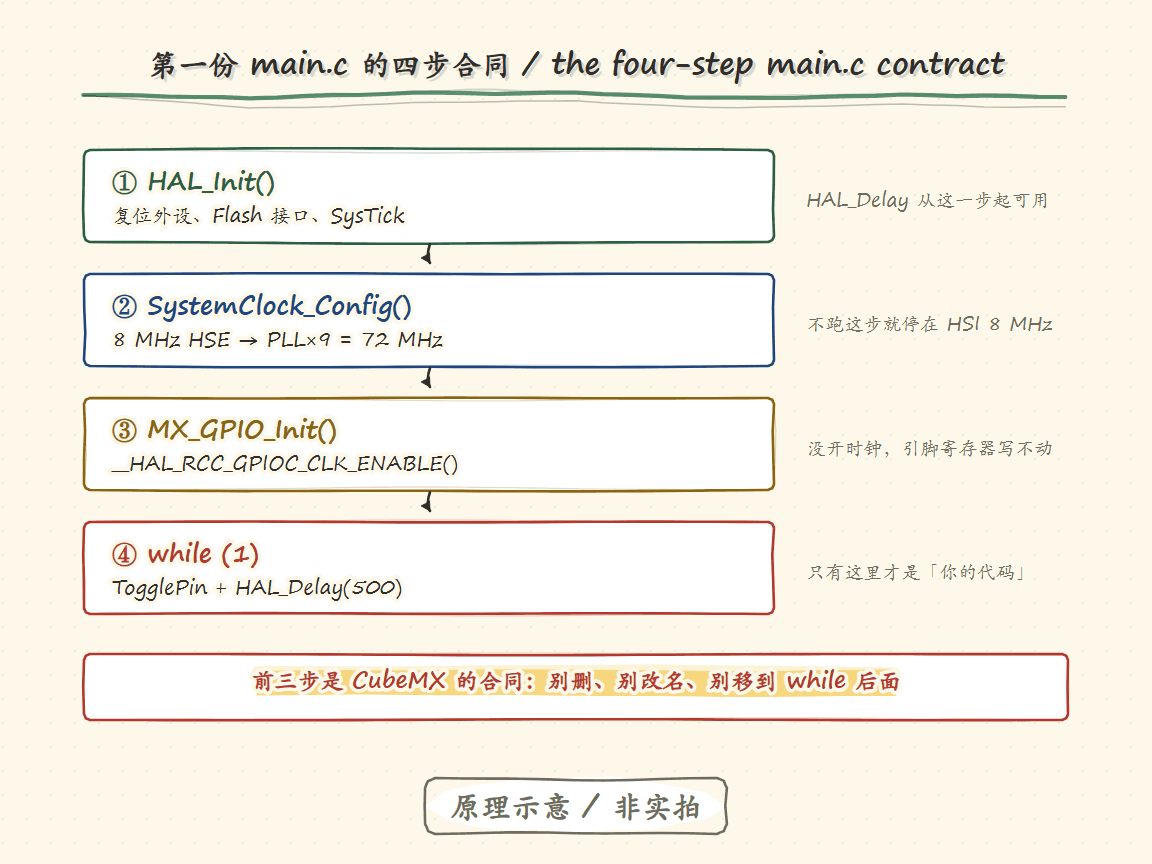 第一份 main.c 的四步合同 / the four-step main.c contract
① HAL_Init()
复位外设、Flash 接口、SysTick
HAL_Delay 从这一步起可用
② SystemClock_Config()
8 MHz HSE → PLL×9 = 72 MHz
不跑这步就停在 HSI 8 MHz
③ MX_GPIO_Init()
__HAL_RCC_GPIOC_CLK_ENABLE()
没开时钟，引脚寄存器写不动
④ while (1)
TogglePin + HAL_Delay(500)
只有这里才是「你的代码」
前三步是 CubeMX 的合同：别删、别改名、别移到 while 后面
原理示意 / 非实拍